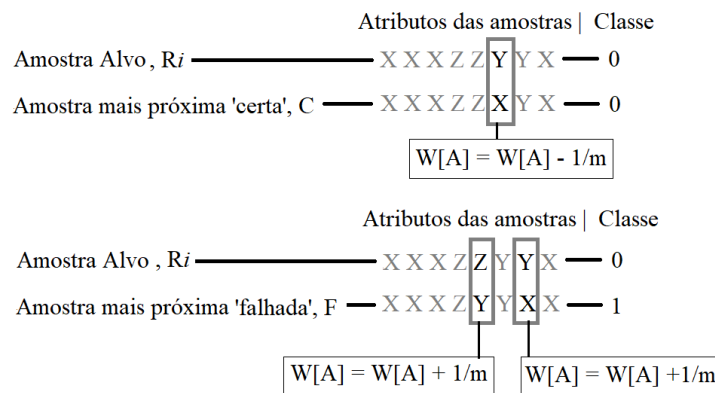 Atributos das amostras | Classe
Amostra Alvo , Ri X X X Z Z Y Y X 0
Amostra mais próxima 'certa', C X X X Z Z X Y X 0
W[A] = W[A] - 1/m
Atributos das amostras | Classe
Amostra Alvo , Ri X X X Z Z Y Y X 0
Amostra mais próxima 'falhada', F X X X Z Y Y X X 1
W[A] = W[A] + 1/m W[A] = W[A] +1/m